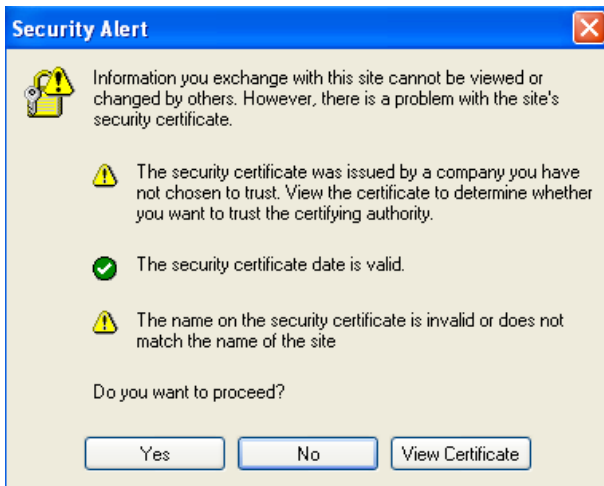 Security Alert
Information you exchange with this site cannot be viewed or
changed by others. However, there is a problem with the site's
security certificate.
The security certificate was issued by a company you have
not chosen to trust. View the certificate to determine whether
you want to trust the certifying authority.
The security certificate date is valid.
The name on the security certificate is invalid or does not
match the name of the site
Do you want to proceed?
Yes No View Certificate